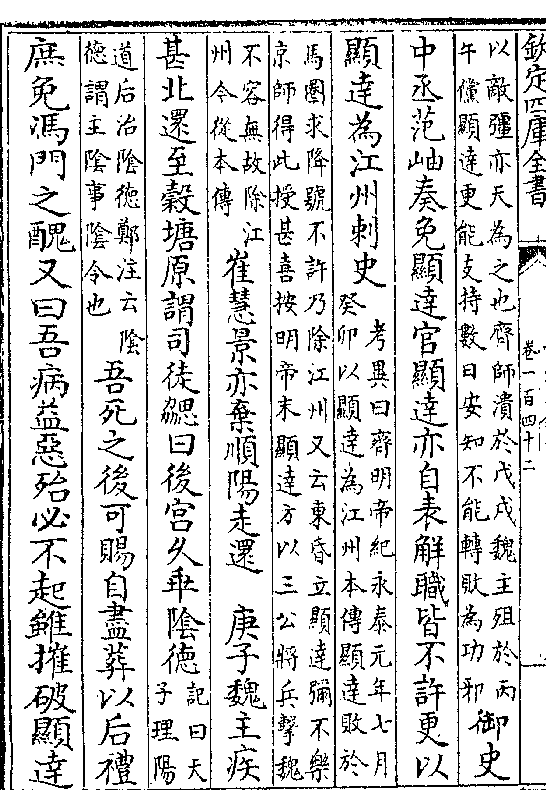 欽定四庫全書
卷一百四十二
以敵彊亦天為之也齊師潰於戊戌魏主殂於丙
午儻顯達更能支持數日安知不能轉敗為功邪
御史
中丞范岫奏免顯達官顯達亦自表解職皆不許更以
顯達為江州刺史
考異曰齊明帝紀永泰元年七月
癸卯以顯達為江州本傳顯達敗於
馬圈求降號不許乃除江州又云東昏立顯達彌不樂
京師得此授甚喜按明帝末顯達方以三公將兵擊魏
不容無故除江
州今從本傳
崔慧景亦棄順陽走還 庚子魏主疾
甚北還至穀塘原謂司徒勰曰後宮久乖陰德
記曰天
子理陽
道后治陰德鄭注云陰
德謂主陰事陰令也
吾死之後可賜自盡葬以后禮
庶免馮門之醜又曰吾病益惡殆必不起雖摧破顯達